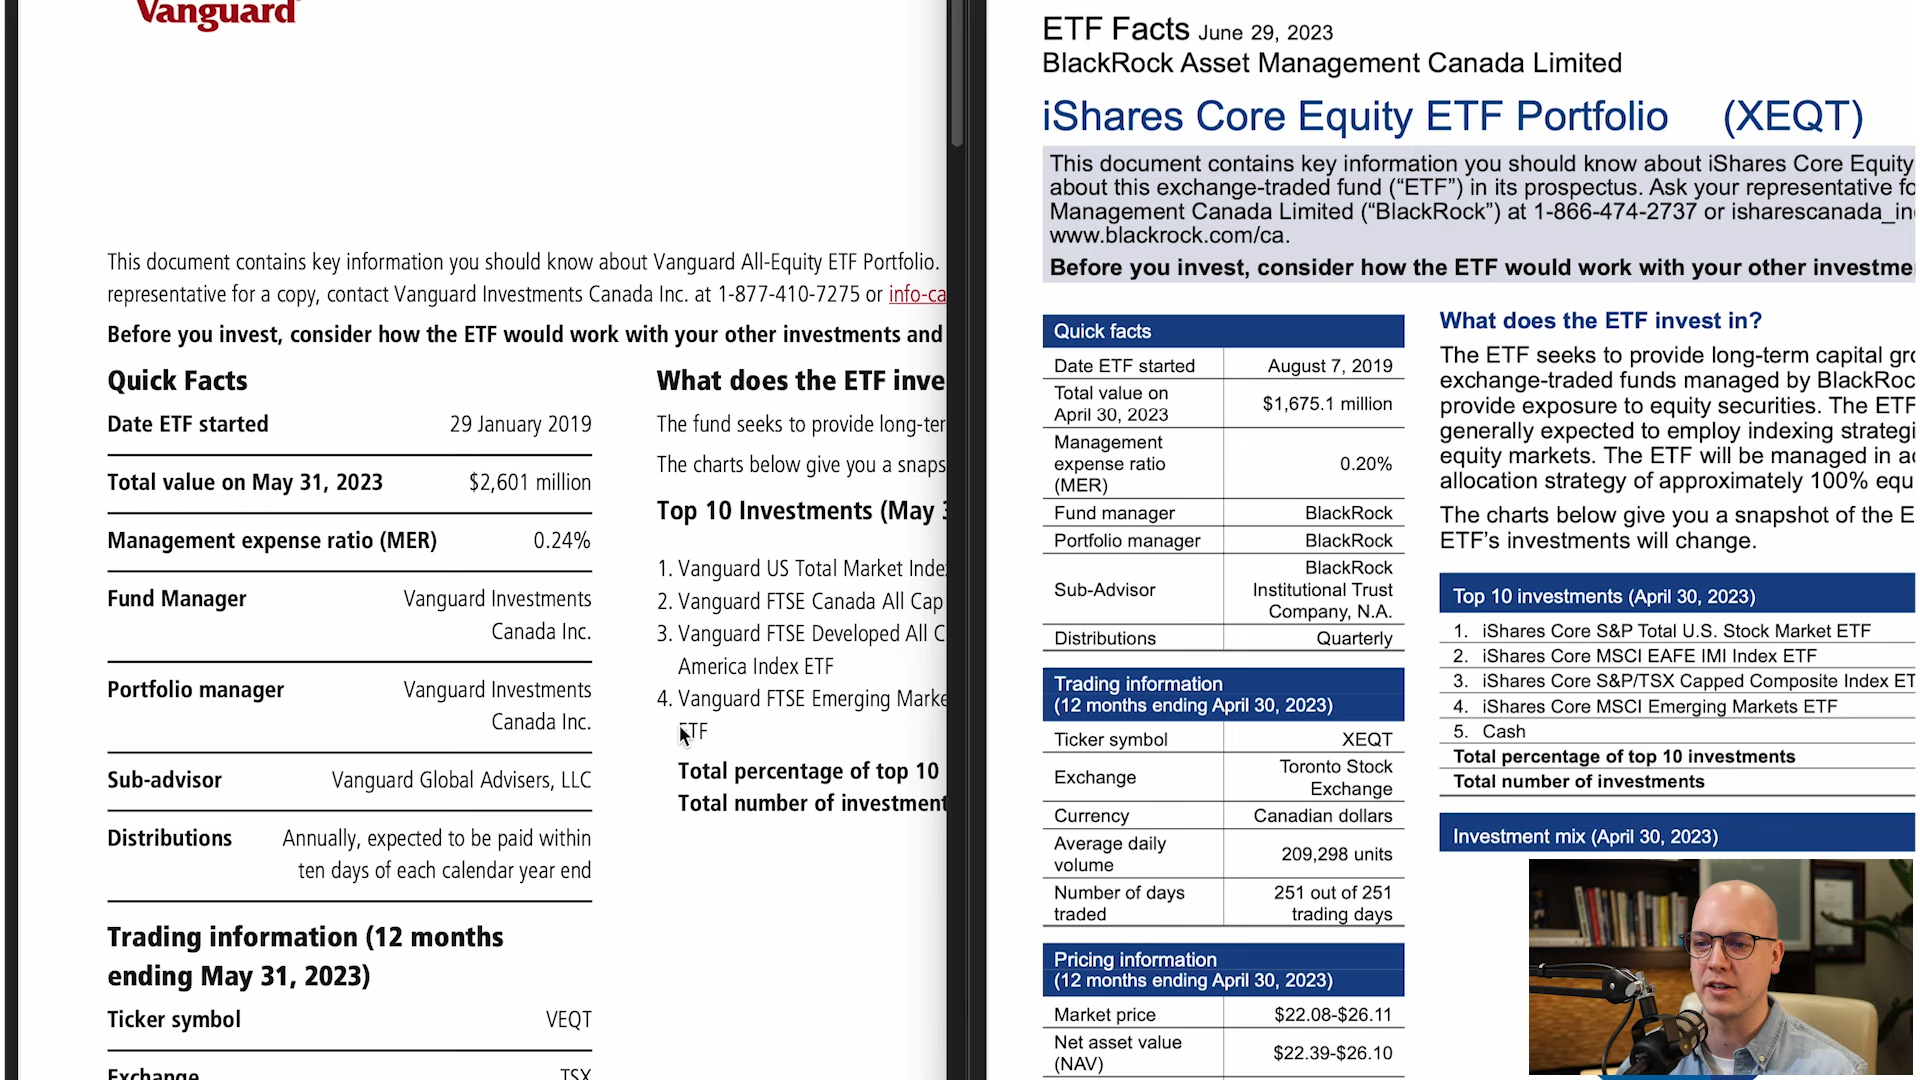 Vanguard
This document contains key information you should know about Vanguard All-Equity ETF Portfolio.
representative for a copy, contact Vanguard Investments Canada Inc. at 1-877-410-7275 or info-ca
Before you invest, consider how the ETF would work with your other investments and
Quick Facts
Date ETF started 29 January 2019
Total value on May 31, 2023 $2,601 million
Management expense ratio (MER) 0.24%
Fund Manager Vanguard Investments
Canada Inc.
Portfolio manager Vanguard Investments
Canada Inc.
Sub-advisor Vanguard Global Advisers, LLC
Distributions Annually, expected to be paid within
ten days of each calendar year end
Trading information (12 months
ending May 31, 2023)
Ticker symbol VEQT
Exchange TSX
What does the ETF inve
The fund seeks to provide long-ter
The charts below give you a snaps
Top 10 Investments (May 3
1. Vanguard US Total Market Inde
2. Vanguard FTSE Canada All Cap
3. Vanguard FTSE Developed All C
America Index ETF
4. Vanguard FTSE Emerging Marke
ETF
Total percentage of top 10
Total number of investment
ETF Facts June 29, 2023
BlackRock Asset Management Canada Limited
iShares Core Equity ETF Portfolio (XEQT)
This document contains key information you should know about iShares Core Equity
about this exchange-traded fund (“ETF”) in its prospectus. Ask your representative fo
Management Canada Limited (“BlackRock”) at 1-866-474-2737 or isharescanada_in
www.blackrock.com/ca.
Before you invest, consider how the ETF would work with your other investme
Quick facts
Date ETF started August 7, 2019
Total value on
April 30, 2023 $1,675.1 million
Management
expense ratio
(MER) 0.20%
Fund manager BlackRock
Portfolio manager BlackRock
Sub-Advisor BlackRock
Institutional Trust
Company, N.A.
Distributions Quarterly
Trading information
(12 months ending April 30, 2023)
Ticker symbol XEQT
Exchange Toronto Stock
Exchange
Currency Canadian dollars
Average daily
volume 209,298 units
Number of days
traded 251 out of 251
trading days
Pricing information
(12 months ending April 30, 2023)
Market price $22.08-$26.11
Net asset value
(NAV) $22.39-$26.10
What does the ETF invest in?
The ETF seeks to provide long-term capital gro
exchange-traded funds managed by BlackRoc
provide exposure to equity securities. The ETF
generally expected to employ indexing strategi
equity markets. The ETF will be managed in ac
allocation strategy of approximately 100% equ
The charts below give you a snapshot of the E
ETF’s investments will change.
Top 10 investments (April 30, 2023)
1. iShares Core S&P Total U.S. Stock Market ETF
2. iShares Core MSCI EAFE IMI Index ETF
3. iShares Core S&P/TSX Capped Composite Index ET
4. iShares Core MSCI Emerging Markets ETF
5. Cash
Total percentage of top 10 investments
Total number of investments
Investment mix (April 30, 2023)